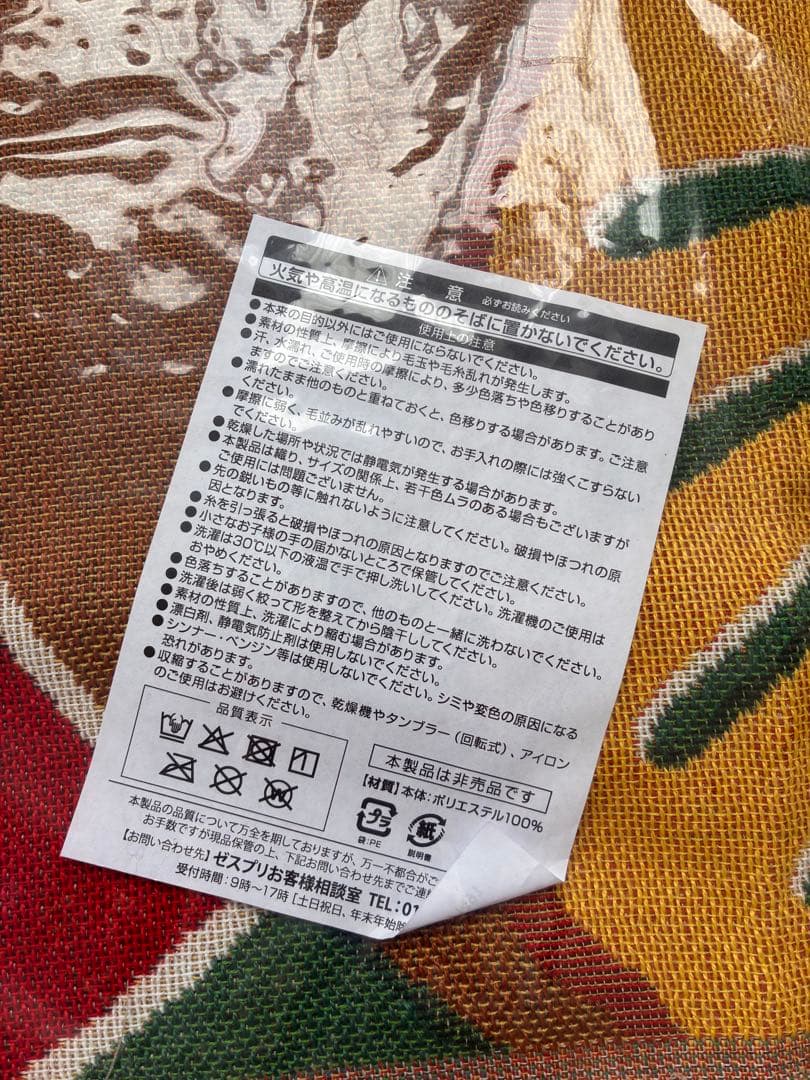 ⚠注意 必ずお読みください
火気や高温になるもののそばに置かないでください。
使用上の注意
●本来の目的以外にはご使用にならないでください。
●素材の性質上、摩擦により毛玉や毛糸乱れが発生します。
●汗、水濡れ、ご使用時の摩擦により、多少色落ちや色移りすることがあり
ますのでご注意ください。
●濡れたまま他のものと重ねておくと、色移りする場合があります。ご注意
ください。
●摩擦に弱く、毛並みが乱れやすいので、お手入れの際には強くこすらない
でください。
●乾燥した場所や状況では静電気が発生する場合があります。
●本製品は織り、サイズの関係上、若干色ムラのある場合もございますが
ご使用には問題ございません。
●先の鋭いもの等に触れないように注意してください。破損やほつれの原
因となります。
●糸を引っ張ると破損やほつれの原因となりますのでご注意ください。
●小さなお子様の手の届かないところで保管してください。
●洗濯は30℃以下の液温で手で押し洗いしてください。洗濯機のご使用は
おやめください。
●色落ちすることがありますので、他のものと一緒に洗わないでください。
●洗濯後は弱く絞って形を整えてから陰干ししてください。
●素材の性質上、洗濯により縮む場合があります。
●漂白剤、静電気防止剤は使用しないでください。
●シンナー・ベンジン等は使用しないでください。シミや変色の原因になる
恐れがあります。
●収縮することがありますので、乾燥機やタンブラー(回転式)、アイロン
のご使用はお避けください。
品質表示
本製品は非売品です
【材質】本体:ポリエステル100%
プラ
袋:PE
紙
説明書
本製品の品質について万全を期しておりますが、万一不都合がご
お手数ですが現品保管の上、下記お問い合わせ先までご連
【お問い合わせ先】ゼスプリお客様相談室 TEL:01
受付時間:9時〜17時[土日祝日、年末年始